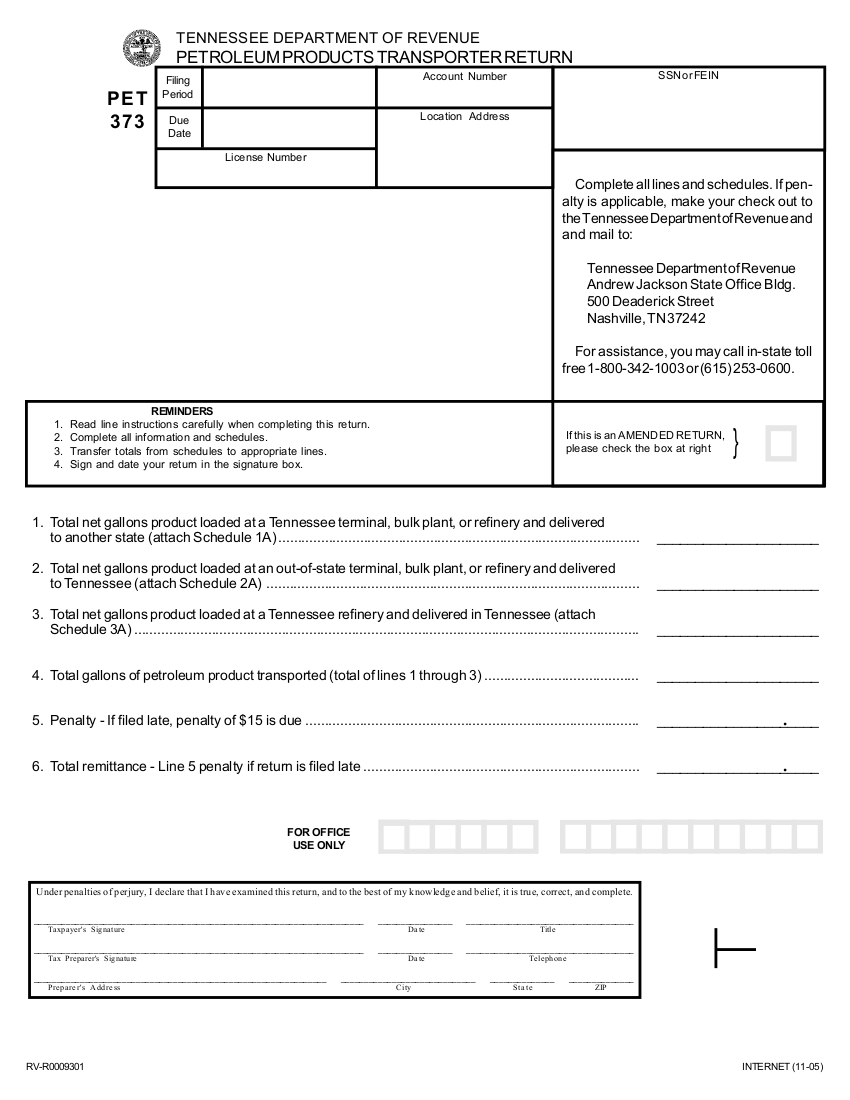 TENNESSEE DEPARTMENT OF REVENUE
PETROLEUM PRODUCTS TRANSPORTER RETURN
PET
373
Filing
Period
Account Number
SSN or FEIN
Due
Date
Location Address
License Number
Complete all lines and schedules. If pen-
alty is applicable, make your check out to
the Tennessee Department of Revenue and
and mail to:
Tennessee Department of Revenue
Andrew Jackson State Office Bldg.
500 Deaderick Street
Nashville, TN 37242
For assistance, you may call in-state toll
free 1-800-342-1003 or (615) 253-0600.
REMINDERS
1. Read line instructions carefully when completing this return.
2. Complete all information and schedules.
3. Transfer totals from schedules to appropriate lines.
4. Sign and date your return in the signature box.
If this is an AMENDED RETURN,
please check the box at right
1. Total net gallons product loaded at a Tennessee terminal, bulk plant, or refinery and delivered
to another state (attach Schedule 1A)
2. Total net gallons product loaded at an out-of-state terminal, bulk plant, or refinery and delivered
to Tennessee (attach Schedule 2A)
3. Total net gallons product loaded at a Tennessee refinery and delivered in Tennessee (attach
Schedule 3A)
4. Total gallons of petroleum product transported (total of lines 1 through 3)
5. Penalty - If filed late, penalty of $15 is due
6. Total remittance - Line 5 penalty if return is filed late
FOR OFFICE
USE ONLY
Under penalties of perjury, I declare that I have examined this return, and to the best of my knowledge and belief, it is true, correct, and complete.
Taxpayer's Signature Date Title
Tax Preparer's Signature Date Telephone
Preparer's Address City State ZIP
RV-R0009301
INTERNET (11-05)